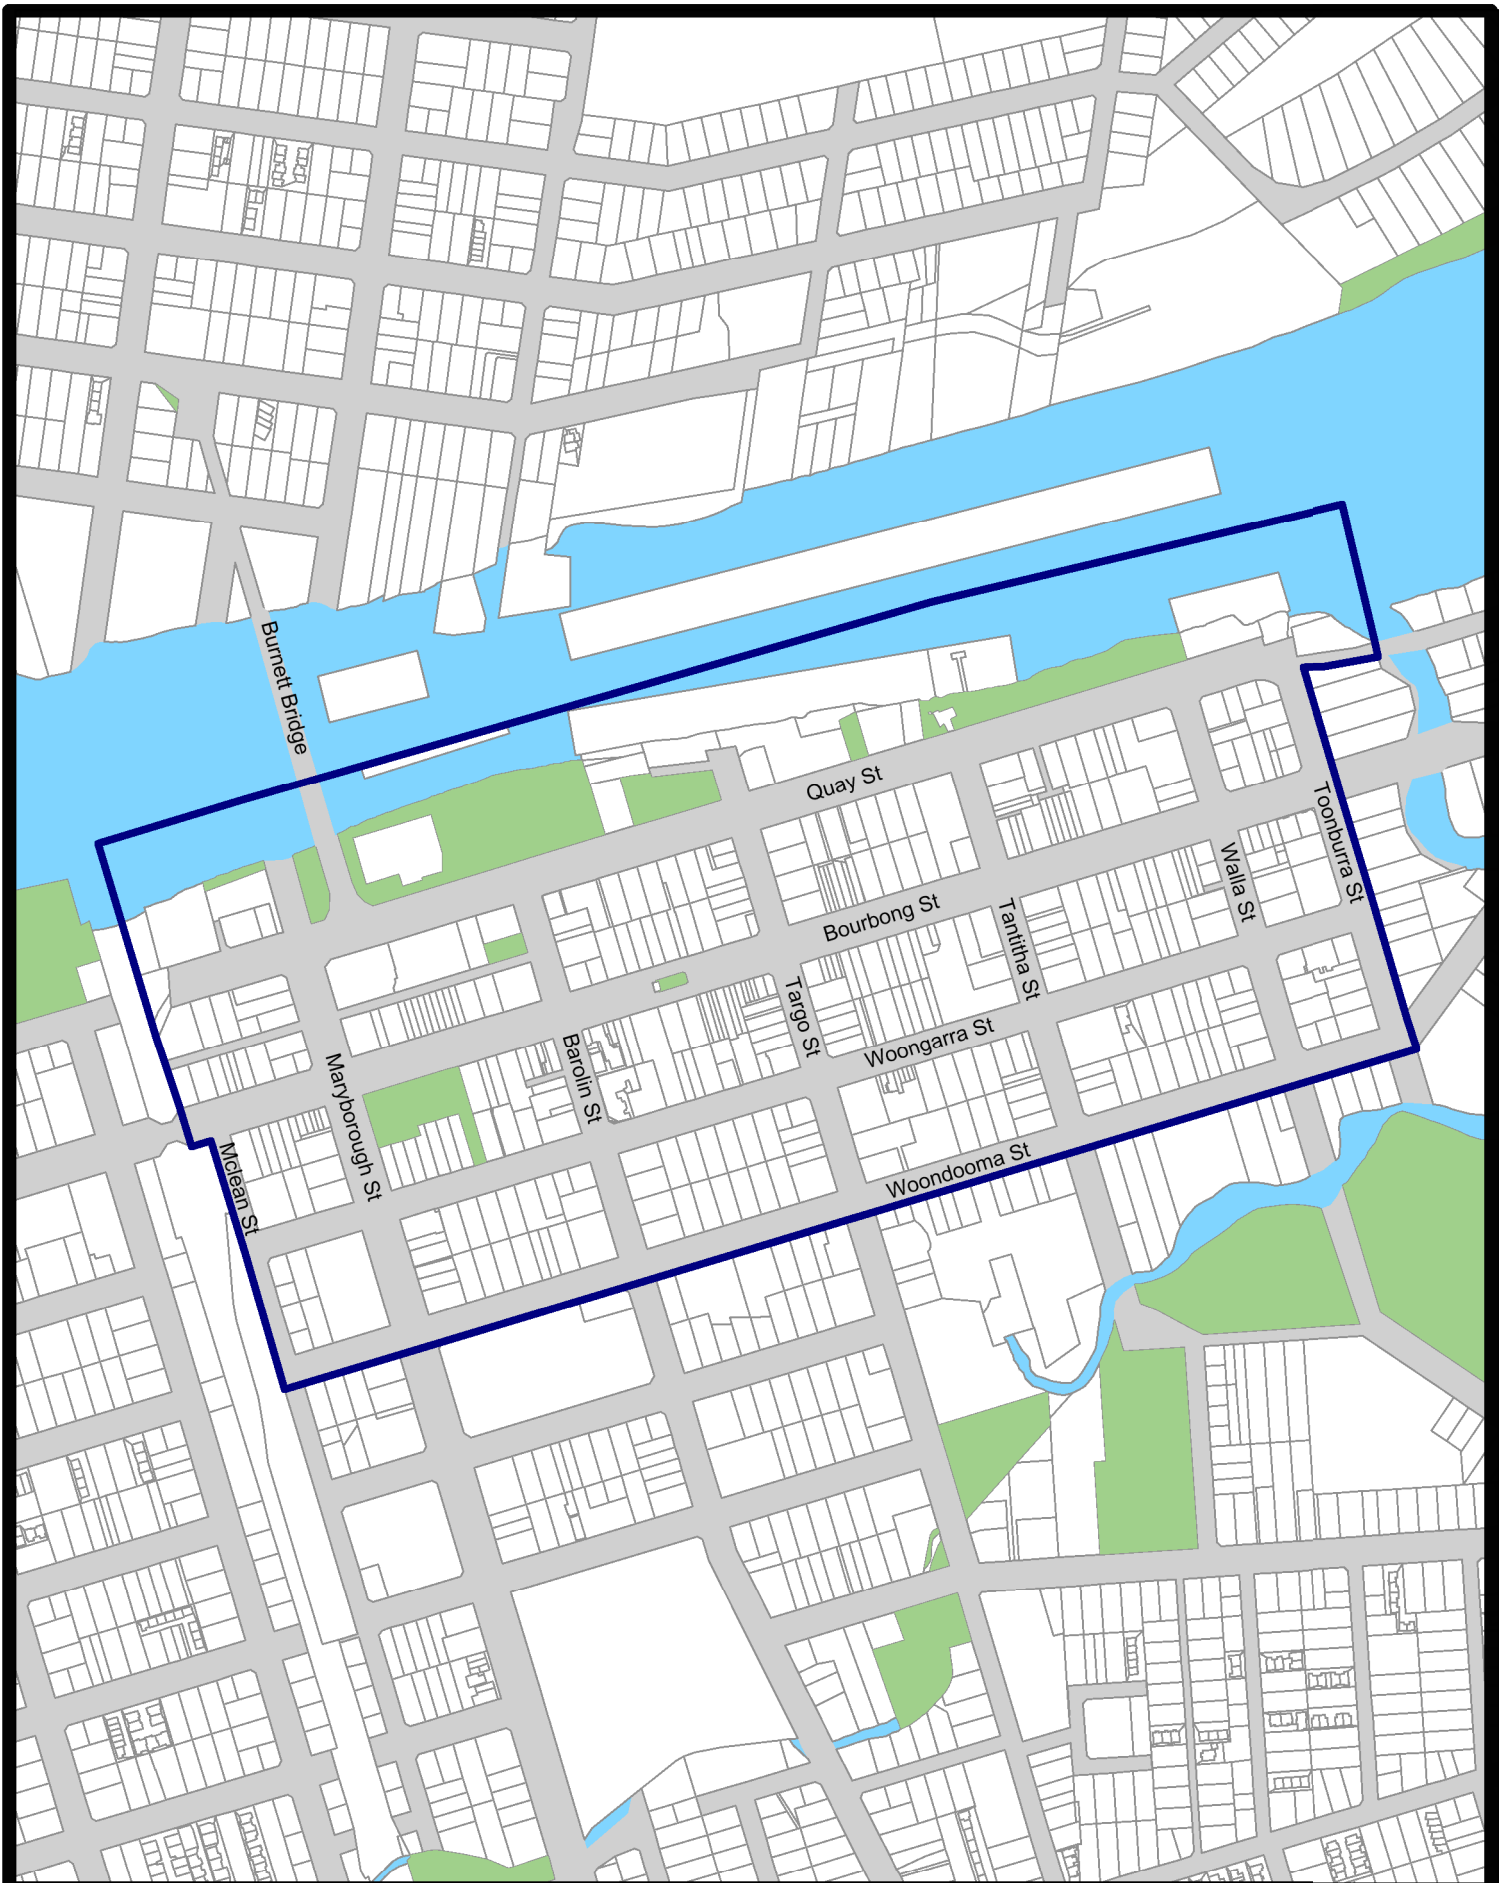 Burnett Bridge
Quay St
Toonburra St
Walla St
Bourbong St
Tantitha St
Targo St
Woongarra St
Barolin St
Maryborough St
Mclean St
Woondooma St